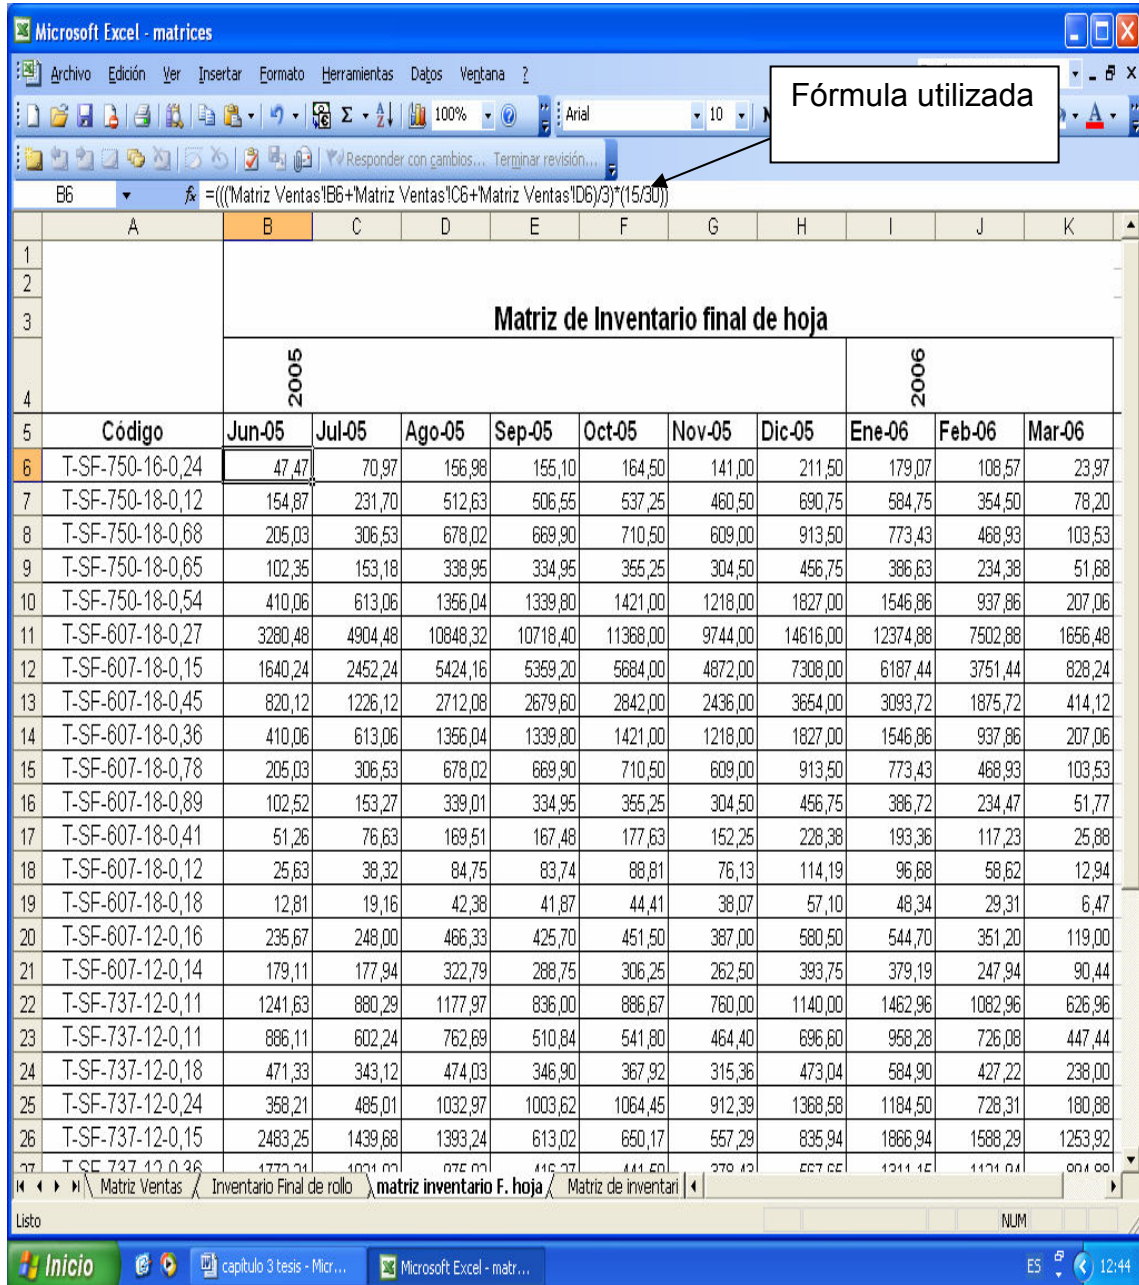 Microsoft Excel - matrices
Archivo Edición Ver Insertar Formato Herramientas Datos Ventana ?
Fórmula utilizada
100% Arial 10
Responder con cambios... Terminar revisión...
B6 fx =((('Matriz Ventas'!B6+'Matriz Ventas'!C6+'Matriz Ventas'!D6)/3)*(15/30))
A B C D E F G H I J K
1
2
3 Matriz de Inventario final de hoja
4 2005 2006
5 Código Jun-05 Jul-05 Ago-05 Sep-05 Oct-05 Nov-05 Dic-05 Ene-06 Feb-06 Mar-06
6 T-SF-750-16-0,24 47,47 70,97 156,98 155,10 164,50 141,00 211,50 179,07 108,57 23,97
7 T-SF-750-18-0,12 154,87 231,70 512,63 506,55 537,25 460,50 690,75 584,75 354,50 78,20
8 T-SF-750-18-0,68 205,03 306,53 678,02 669,90 710,50 609,00 913,50 773,43 468,93 103,53
9 T-SF-750-18-0,65 102,35 153,18 338,95 334,95 355,25 304,50 456,75 386,63 234,38 51,68
10 T-SF-750-18-0,54 410,06 613,06 1356,04 1339,80 1421,00 1218,00 1827,00 1546,86 937,86 207,06
11 T-SF-607-18-0,27 3280,48 4904,48 10848,32 10718,40 11368,00 9744,00 14616,00 12374,88 7502,88 1656,48
12 T-SF-607-18-0,15 1640,24 2452,24 5424,16 5359,20 5684,00 4872,00 7308,00 6187,44 3751,44 828,24
13 T-SF-607-18-0,45 820,12 1226,12 2712,08 2679,60 2842,00 2436,00 3654,00 3093,72 1875,72 414,12
14 T-SF-607-18-0,36 410,06 613,06 1356,04 1339,80 1421,00 1218,00 1827,00 1546,86 937,86 207,06
15 T-SF-607-18-0,78 205,03 306,53 678,02 669,90 710,50 609,00 913,50 773,43 468,93 103,53
16 T-SF-607-18-0,89 102,52 153,27 339,01 334,95 355,25 304,50 456,75 386,72 234,47 51,77
17 T-SF-607-18-0,41 51,26 76,63 169,51 167,48 177,63 152,25 228,38 193,36 117,23 25,88
18 T-SF-607-18-0,12 25,63 38,32 84,75 83,74 88,81 76,13 114,19 96,68 58,62 12,94
19 T-SF-607-18-0,18 12,81 19,16 42,38 41,87 44,41 38,07 57,10 48,34 29,31 6,47
20 T-SF-607-12-0,16 235,67 248,00 466,33 425,70 451,50 387,00 580,50 544,70 351,20 119,00
21 T-SF-607-12-0,14 179,11 177,94 322,79 288,75 306,25 262,50 393,75 379,19 247,94 90,44
22 T-SF-737-12-0,11 1241,63 880,29 1177,97 836,00 886,67 760,00 1140,00 1462,96 1082,96 626,96
23 T-SF-737-12-0,11 886,11 602,24 762,69 510,84 541,80 464,40 696,60 958,28 726,08 447,44
24 T-SF-737-12-0,18 471,33 343,12 474,03 346,90 367,92 315,36 473,04 584,90 427,22 238,00
25 T-SF-737-12-0,24 358,21 485,01 1032,97 1003,62 1064,45 912,39 1368,58 1184,50 728,31 180,88
26 T-SF-737-12-0,15 2483,25 1439,68 1393,24 613,02 650,17 557,29 835,94 1866,94 1588,29 1253,92
Matriz Ventas Inventario Final de rollo matriz inventario F. hoja Matriz de inventari
Listo NUM
Inicio capítulo 3 tesis - Micr... Microsoft Excel - matr... ES 12:44